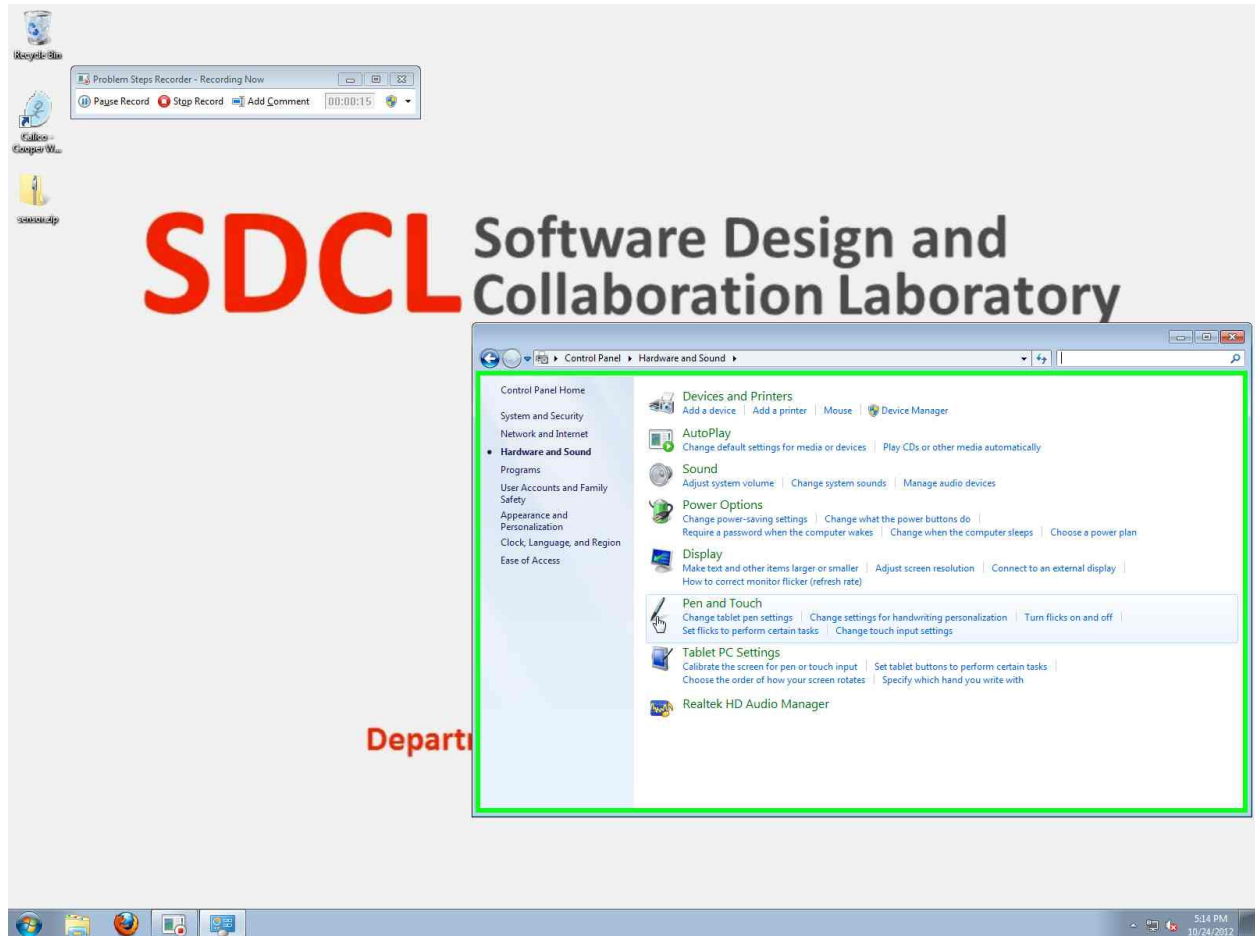 Recycle Bin
Problem Steps Recorder - Recording Now
Pause Record Stop Record Add Comment 00:00:15
Calico -
Cooper W...
sensor.zip
SDCL Software Design and
Collaboration Laboratory
Control Panel Hardware and Sound
Control Panel Home
System and Security
Network and Internet
Hardware and Sound
Programs
User Accounts and Family
Safety
Appearance and
Personalization
Clock, Language, and Region
Ease of Access
Devices and Printers
Add a device Add a printer Mouse Device Manager
AutoPlay
Change default settings for media or devices Play CDs or other media automatically
Sound
Adjust system volume Change system sounds Manage audio devices
Power Options
Change power-saving settings Change what the power buttons do
Require a password when the computer wakes Change when the computer sleeps Choose a power plan
Display
Make text and other items larger or smaller Adjust screen resolution Connect to an external display
How to correct monitor flicker (refresh rate)
Pen and Touch
Change tablet pen settings Change settings for handwriting personalization Turn flicks on and off
Set flicks to perform certain tasks Change touch input settings
Tablet PC Settings
Calibrate the screen for pen or touch input Set tablet buttons to perform certain tasks
Choose the order of how your screen rotates Specify which hand you write with
Realtek HD Audio Manager
5:14 PM
10/24/2012